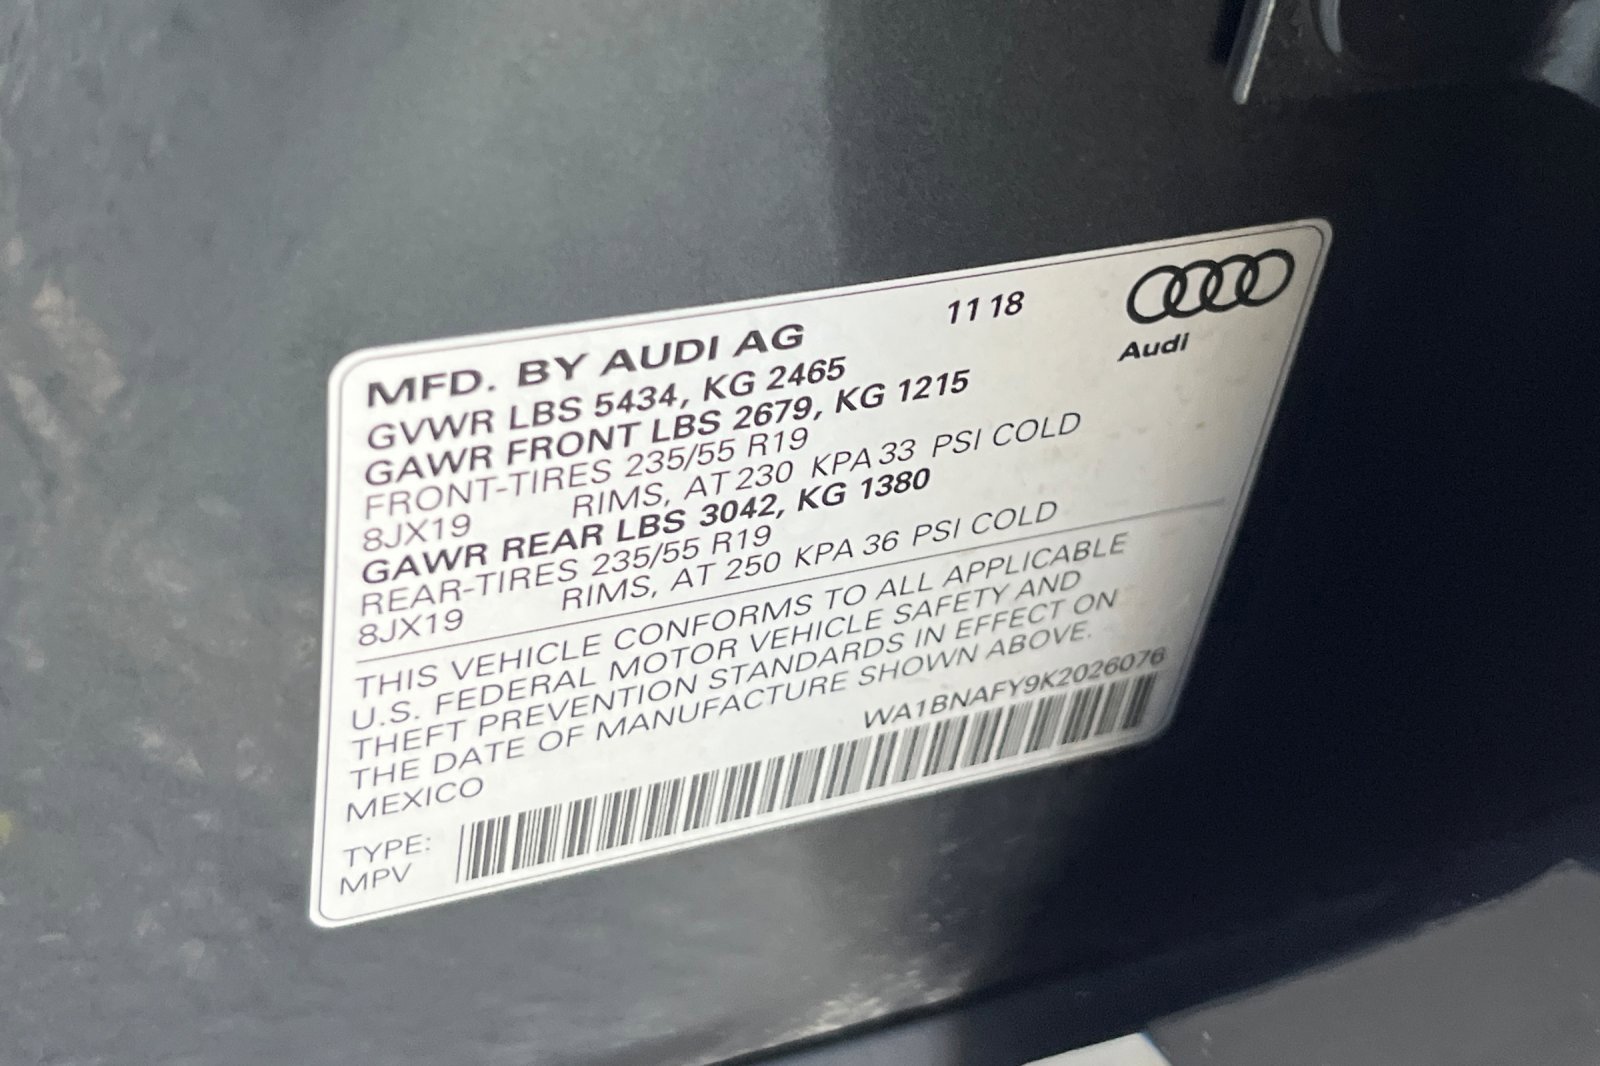 11 18
Audi
MFD. BY AUDI AG
GVWR LBS 5434, KG 2465
GAWR FRONT LBS 2679, KG 1215
FRONT-TIRES 235/55 R19
8JX19 RIMS, AT 230 KPA 33 PSI COLD
GAWR REAR LBS 3042, KG 1380
REAR-TIRES 235/55 R19
8JX19 RIMS, AT 250 KPA 36 PSI COLD
THIS VEHICLE CONFORMS TO ALL APPLICABLE
U.S. FEDERAL MOTOR VEHICLE SAFETY AND
THEFT PREVENTION STANDARDS IN EFFECT ON
THE DATE OF MANUFACTURE SHOWN ABOVE.
MEXICO WA1BNAFY9K2026076
TYPE:
MPV